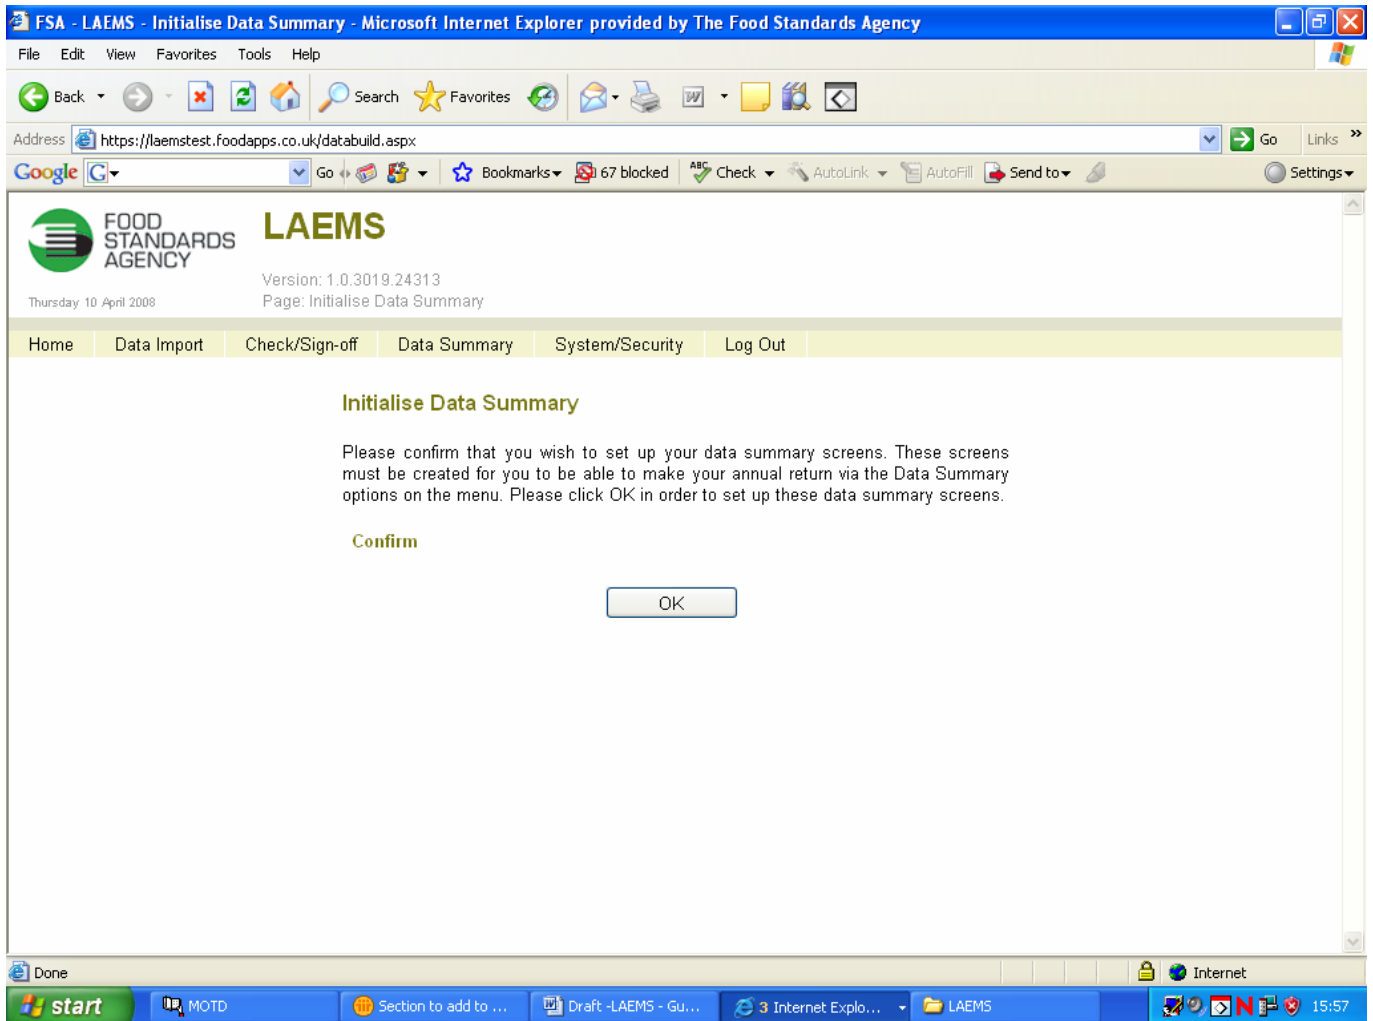 FSA - LAEMS - Initialise Data Summary - Microsoft Internet Explorer provided by The Food Standards Agency
File Edit View Favorites Tools Help
Back Search Favorites
Address https://laemstest.foodapps.co.uk/databuild.aspx Go Links »
Google G Go Bookmarks 67 blocked ABC Check AutoLink AutoFill Send to Settings
FOOD
STANDARDS
AGENCY
LAEMS
Version: 1.0.3019.24313
Thursday 10 April 2008 Page: Initialise Data Summary
Home Data Import Check/Sign-off Data Summary System/Security Log Out
Initialise Data Summary
Please confirm that you wish to set up your data summary screens. These screens
must be created for you to be able to make your annual return via the Data Summary
options on the menu. Please click OK in order to set up these data summary screens.
Confirm
OK
Done Internet
start MOTD Section to add to ... Draft -LAEMS - Gu... 3 Internet Explo... LAEMS N 15:57